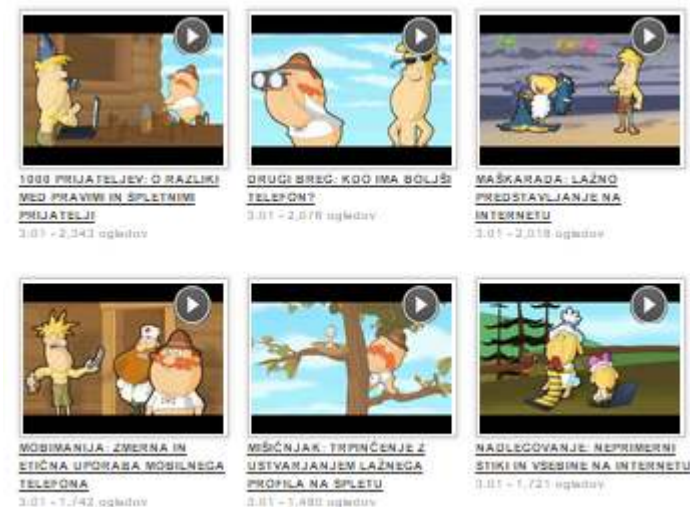 1000 PRIJATELJEV: O RAZLIKI
MED PRAVIMI IN SPLETNIMI
PRIJATELJI
3:01 - 2,343 ogledov
DRUGI BREG: KDO IMA BOLJŠI
TELEFON?
3:01 - 2,078 ogledov
MAŠKARADA: LAŽNO
PREDSTAVLJANJE NA
INTERNETU
3:01 - 2,018 ogledov
MOBIMANIJA: ZMERNA IN
ETIČNA UPORABA MOBILNEGA
TELEFONA
3:01 - 1,742 ogledov
MIŠIČNJAK: TRPINČENJE Z
USTVARJANJEM LAŽNEGA
PROFILA NA SPLETU
3:01 - 1,480 ogledov
NADLEGOVANJE: NEPRIMERNI
STIKI IN VSEBINE NA INTERNETU
3:01 - 1,721 ogledov